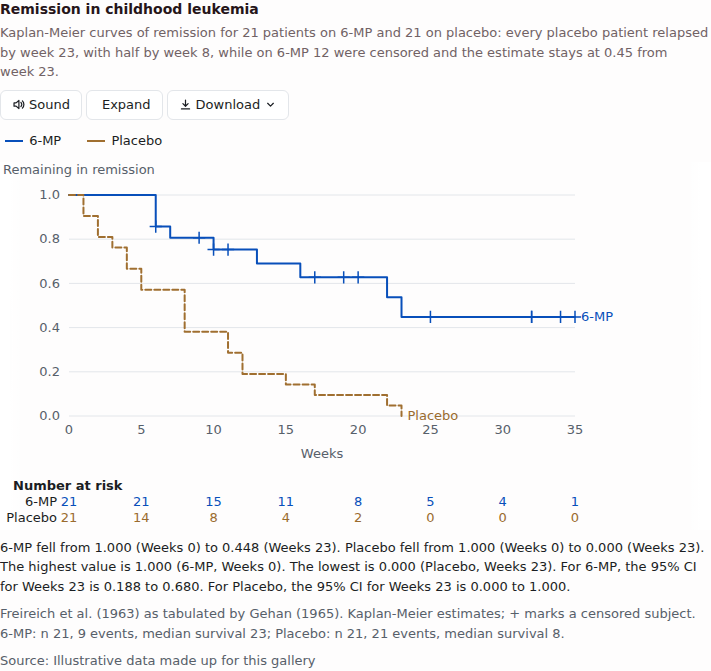 Remission in childhood leukemia
Kaplan-Meier curves of remission for 21 patients on 6-MP and 21 on placebo: every placebo patient relapsed
by week 23, with half by week 8, while on 6-MP 12 were censored and the estimate stays at 0.45 from
week 23.
Sound Expand Download
6-MP Placebo
Remaining in remission
1.0
0.8
0.6
0.4
0.2
0.0
6-MP
Placebo
0 5 10 15 20 25 30 35
Weeks
Number at risk
6-MP 21 21 15 11 8 5 4 1
Placebo 21 14 8 4 2 0 0 0
6-MP fell from 1.000 (Weeks 0) to 0.448 (Weeks 23). Placebo fell from 1.000 (Weeks 0) to 0.000 (Weeks 23).
The highest value is 1.000 (6-MP, Weeks 0). The lowest is 0.000 (Placebo, Weeks 23). For 6-MP, the 95% CI
for Weeks 23 is 0.188 to 0.680. For Placebo, the 95% CI for Weeks 23 is 0.000 to 1.000.
Freireich et al. (1963) as tabulated by Gehan (1965). Kaplan-Meier estimates; + marks a censored subject.
6-MP: n 21, 9 events, median survival 23; Placebo: n 21, 21 events, median survival 8.
Source: Illustrative data made up for this gallery